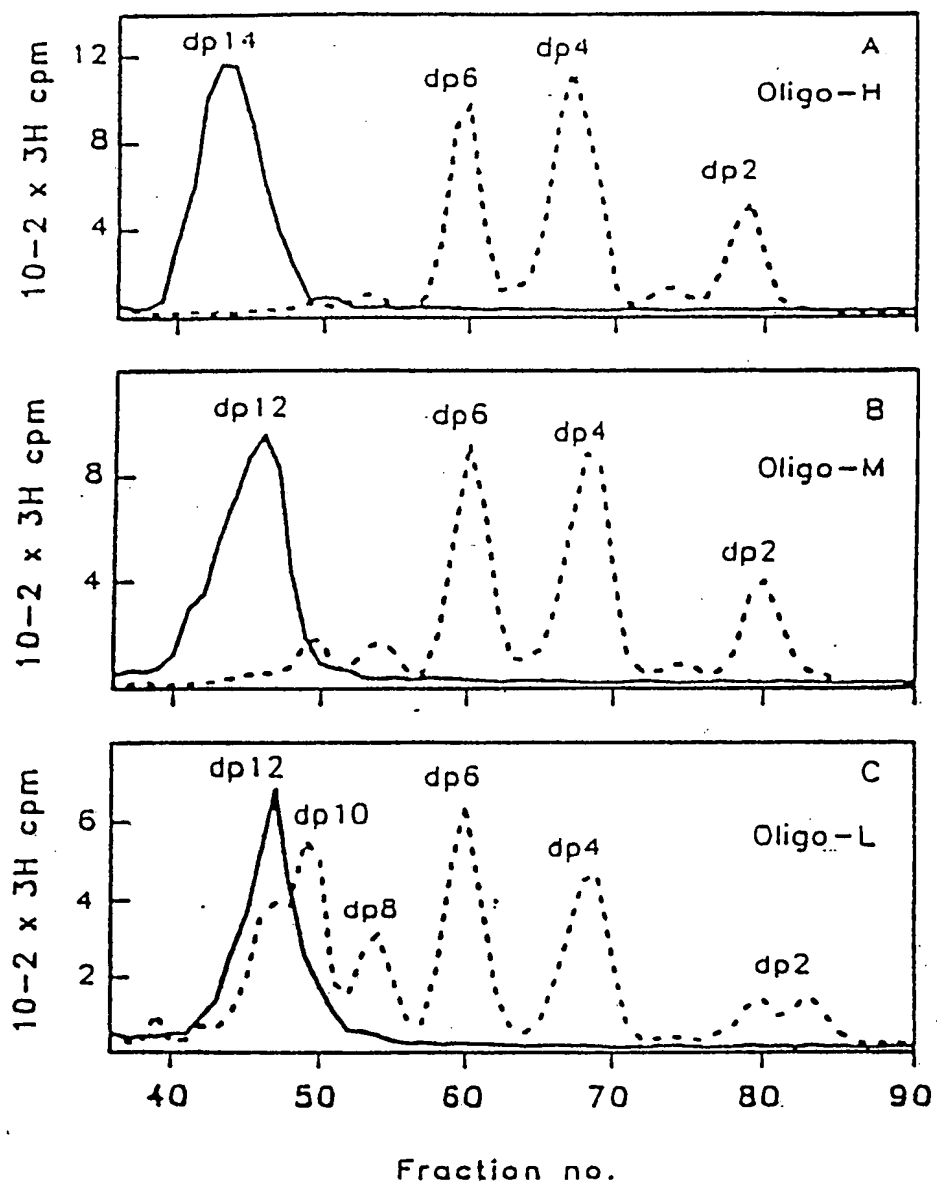 dp14
A
12
dp6
dp4
Oligo-H
8
dp2
4
10-2 x 3H cpm
dp12
B
dp6
dp4
8
Oligo-M
dp2
4
10-2 x 3H cpm
dp12
dp6
C
dp10
6
Oligo-L
dp4
4
dp8
dp2
2
10-2 x 3H cpm
40 50 60 70 80 90
Fraction no.